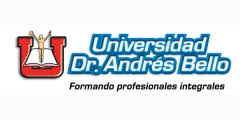 Universidad
Dr. Andrés Bello
Formando profesionales integrales